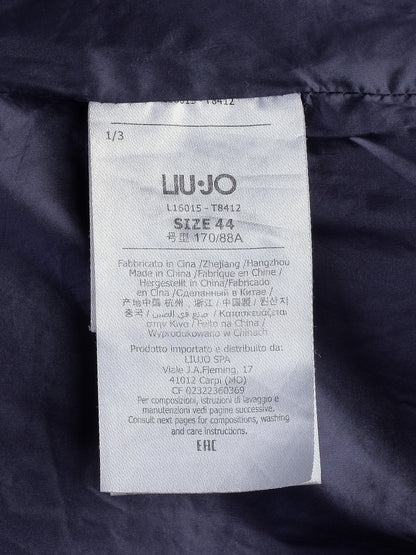 L16015 - T8412
1/3
LIU·JO
L16015 - T8412
SIZE 44
号型 170/88A
Fabbricato in Cina /Zhejiang /Hangzhou
Made in China / Fabrique en Chine /
Hergestellt in China / Fabricado
en China / Сделанный в Китае /
产地中国 杭州, 浙江 / 中国 / 원산지
중국 / صنع في الصين / Κατασκευάζεται
στην Κίνα / Feito na China /
Wyprodukowano w Chinach
Prodotto importato e distribuito da:
LIUJO SPA
Viale J.A.Fleming, 17
41012 Carpi (MO)
CF 02322360369
Per composizioni, istruzioni di lavaggio e
manutenzioni vedi pagine successive.
Consult next pages for compositions, washing
and care instructions.
EAC